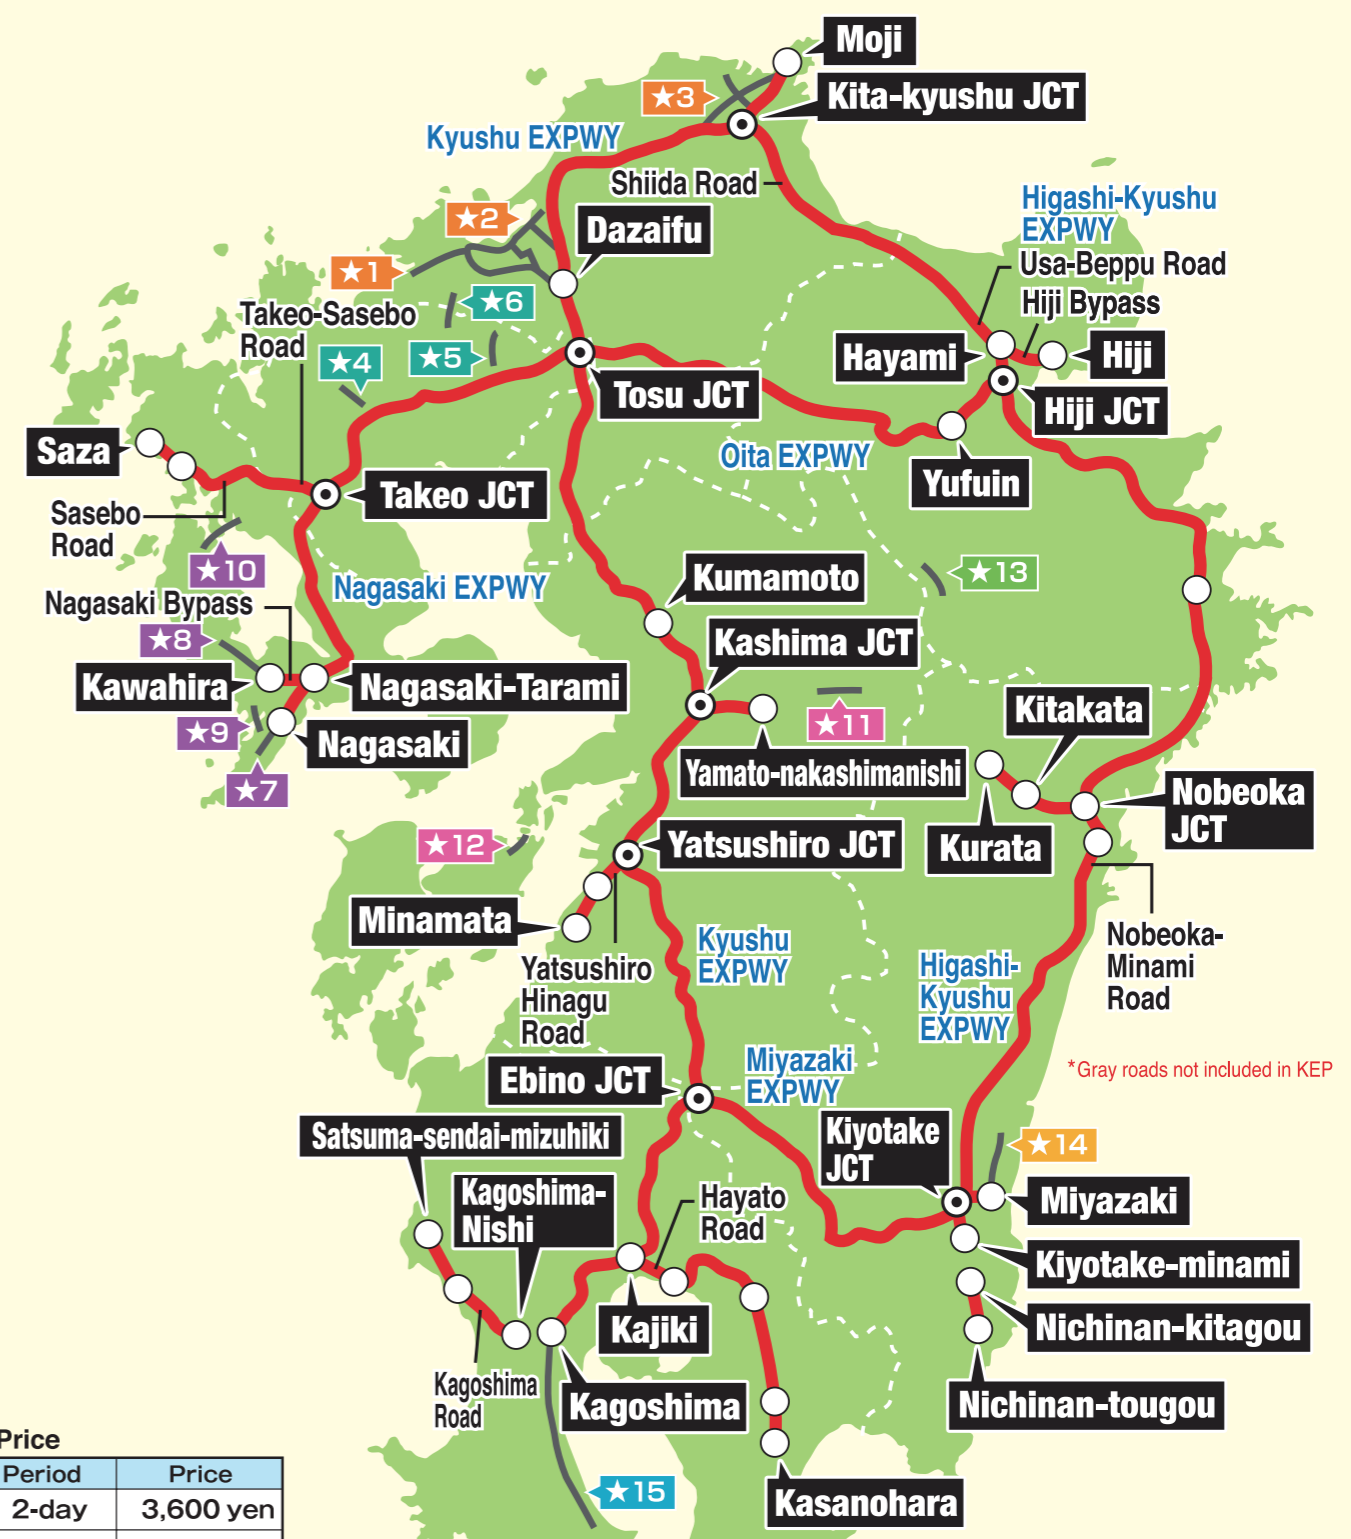 Moji
★3
Kita-kyushu JCT
Kyushu EXPWY
Shiida Road
Higashi-Kyushu
EXPWY
★2
Dazaifu
★1
Usa-Beppu Road
Hiji Bypass
★6
Takeo-Sasebo
Road
★4
★5
Hayami
Hiji
Tosu JCT
Hiji JCT
Saza
Oita EXPWY
Yufuin
Takeo JCT
Sasebo
Road
★10
★13
Nagasaki EXPWY
Kumamoto
Nagasaki Bypass
★8
Kashima JCT
Kawahira
Nagasaki-Tarami
★11
Kitakata
★9
Nagasaki
Yamato-nakashimanishi
★7
Nobeoka
JCT
★12
Yatsushiro JCT
Kurata
Minamata
Kyushu
EXPWY
Nobeoka-
Minami
Road
Yatsushiro
Hinagu
Road
Higashi-
Kyushu
EXPWY
Miyazaki
EXPWY
*Gray roads not included in KEP
Ebino JCT
Satsuma-sendai-mizuhiki
Kiyotake
JCT
★14
Kagoshima-
Nishi
Hayato
Road
Miyazaki
Kiyotake-minami
Kajiki
Nichinan-kitagou
Kagoshima
Road
Kagoshima
Nichinan-tougou
★15
Kasanohara
Price
Period Price
2-day 3,600 yen